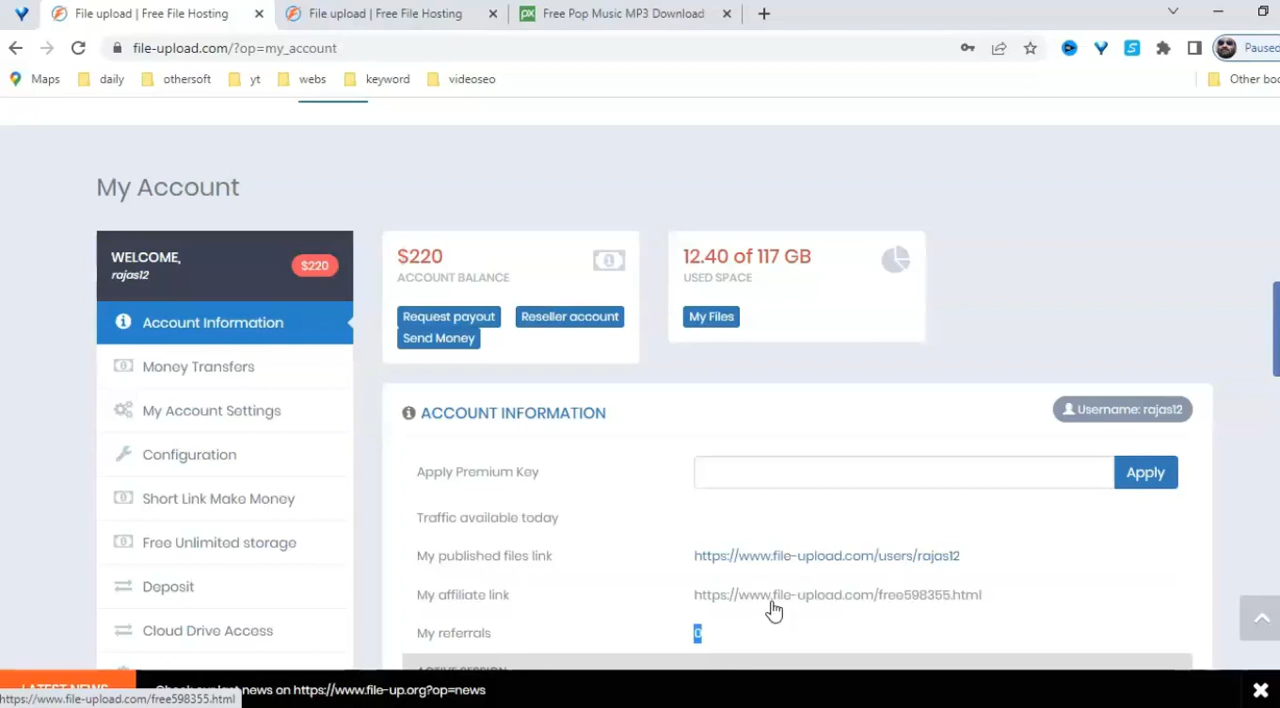 File upload | Free File Hosting
File upload | Free File Hosting
px
Free Pop Music MP3 Download
file-upload.com/?op=my_account
S
Paused
Maps
daily
othersoft
yt
webs
keyword
videoseo
Other boo
My Account
WELCOME,
rajas12
$220
Account Information
Money Transfers
My Account Settings
Configuration
Short Link Make Money
Free Unlimited storage
Deposit
Cloud Drive Access
$220
ACCOUNT BALANCE
Request payout
Reseller account
Send Money
12.40 of 117 GB
USED SPACE
My Files
ACCOUNT INFORMATION
Username: rajas12
Apply Premium Key
Apply
Traffic available today
My published files link
https://www.file-upload.com/users/rajas12
My affiliate link
https://www.file-upload.com/free598355.html
My referrals
0
ACTIVE SESSION
LATEST NEWS
news on https://www.file-up.org?op=news
https://www.file-upload.com/free598355.html